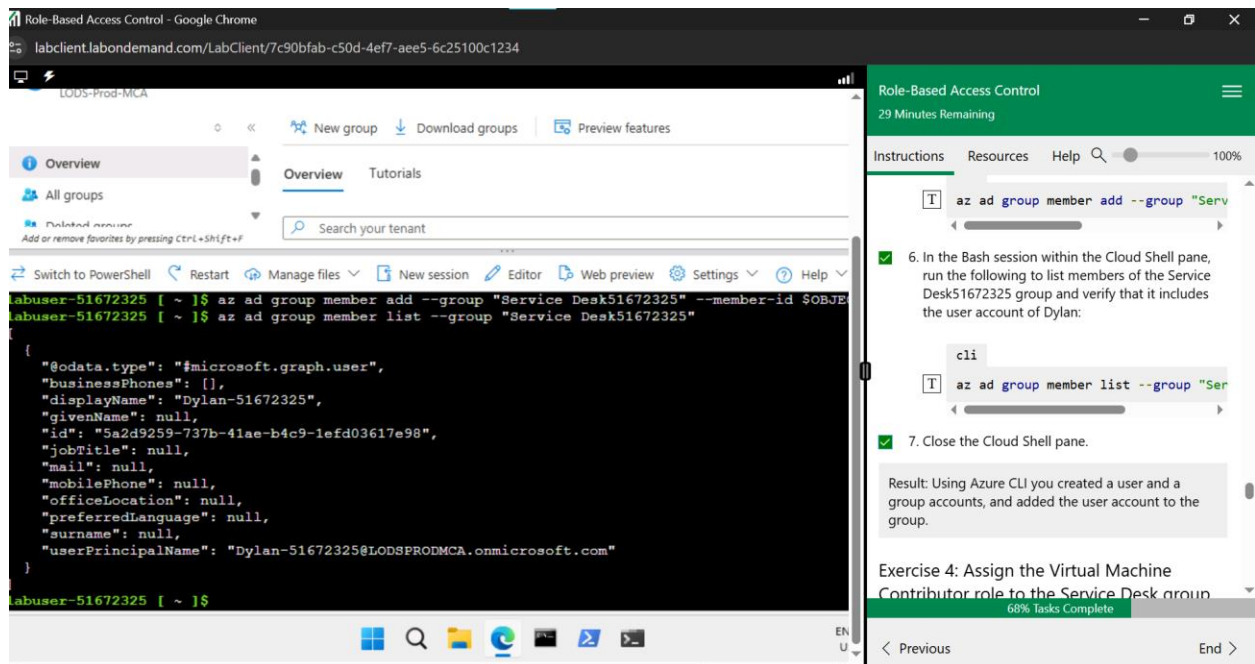 Role-Based Access Control - Google Chrome
labclient.labondemand.com/LabClient/7c90bfab-c50d-4ef7-aee5-6c25100c1234
LODS-Prod-MCA
New group
Download groups
Preview features
Overview
All groups
Deleted groups
Add or remove favorites by pressing Ctrl+Shift+F
Overview
Tutorials
Search your tenant
Switch to PowerShell
Restart
Manage files
New session
Editor
Web preview
Settings
Help
labuser-51672325 [ ~ ]$ az ad group member add --group "Service Desk51672325" --member-id $OBJE
labuser-51672325 [ ~ ]$ az ad group member list --group "Service Desk51672325"
[
{
"@odata.type": "#microsoft.graph.user",
"businessPhones": [],
"displayName": "Dylan-51672325",
"givenName": null,
"id": "5a2d9259-737b-41ae-b4c9-1efd03617e98",
"jobTitle": null,
"mail": null,
"mobilePhone": null,
"officeLocation": null,
"preferredLanguage": null,
"surname": null,
"userPrincipalName": "Dylan-51672325@LODSPRODMCA.onmicrosoft.com"
}
]
labuser-51672325 [ ~ ]$
EN
U
Role-Based Access Control
29 Minutes Remaining
Instructions
Resources
Help
100%
T
az ad group member add --group "Serv
6. In the Bash session within the Cloud Shell pane,
run the following to list members of the Service
Desk51672325 group and verify that it includes
the user account of Dylan:
cli
T
az ad group member list --group "Ser
7. Close the Cloud Shell pane.
Result: Using Azure CLI you created a user and a
group accounts, and added the user account to the
group.
Exercise 4: Assign the Virtual Machine
Contributor role to the Service Desk group
68% Tasks Complete
< Previous
End >